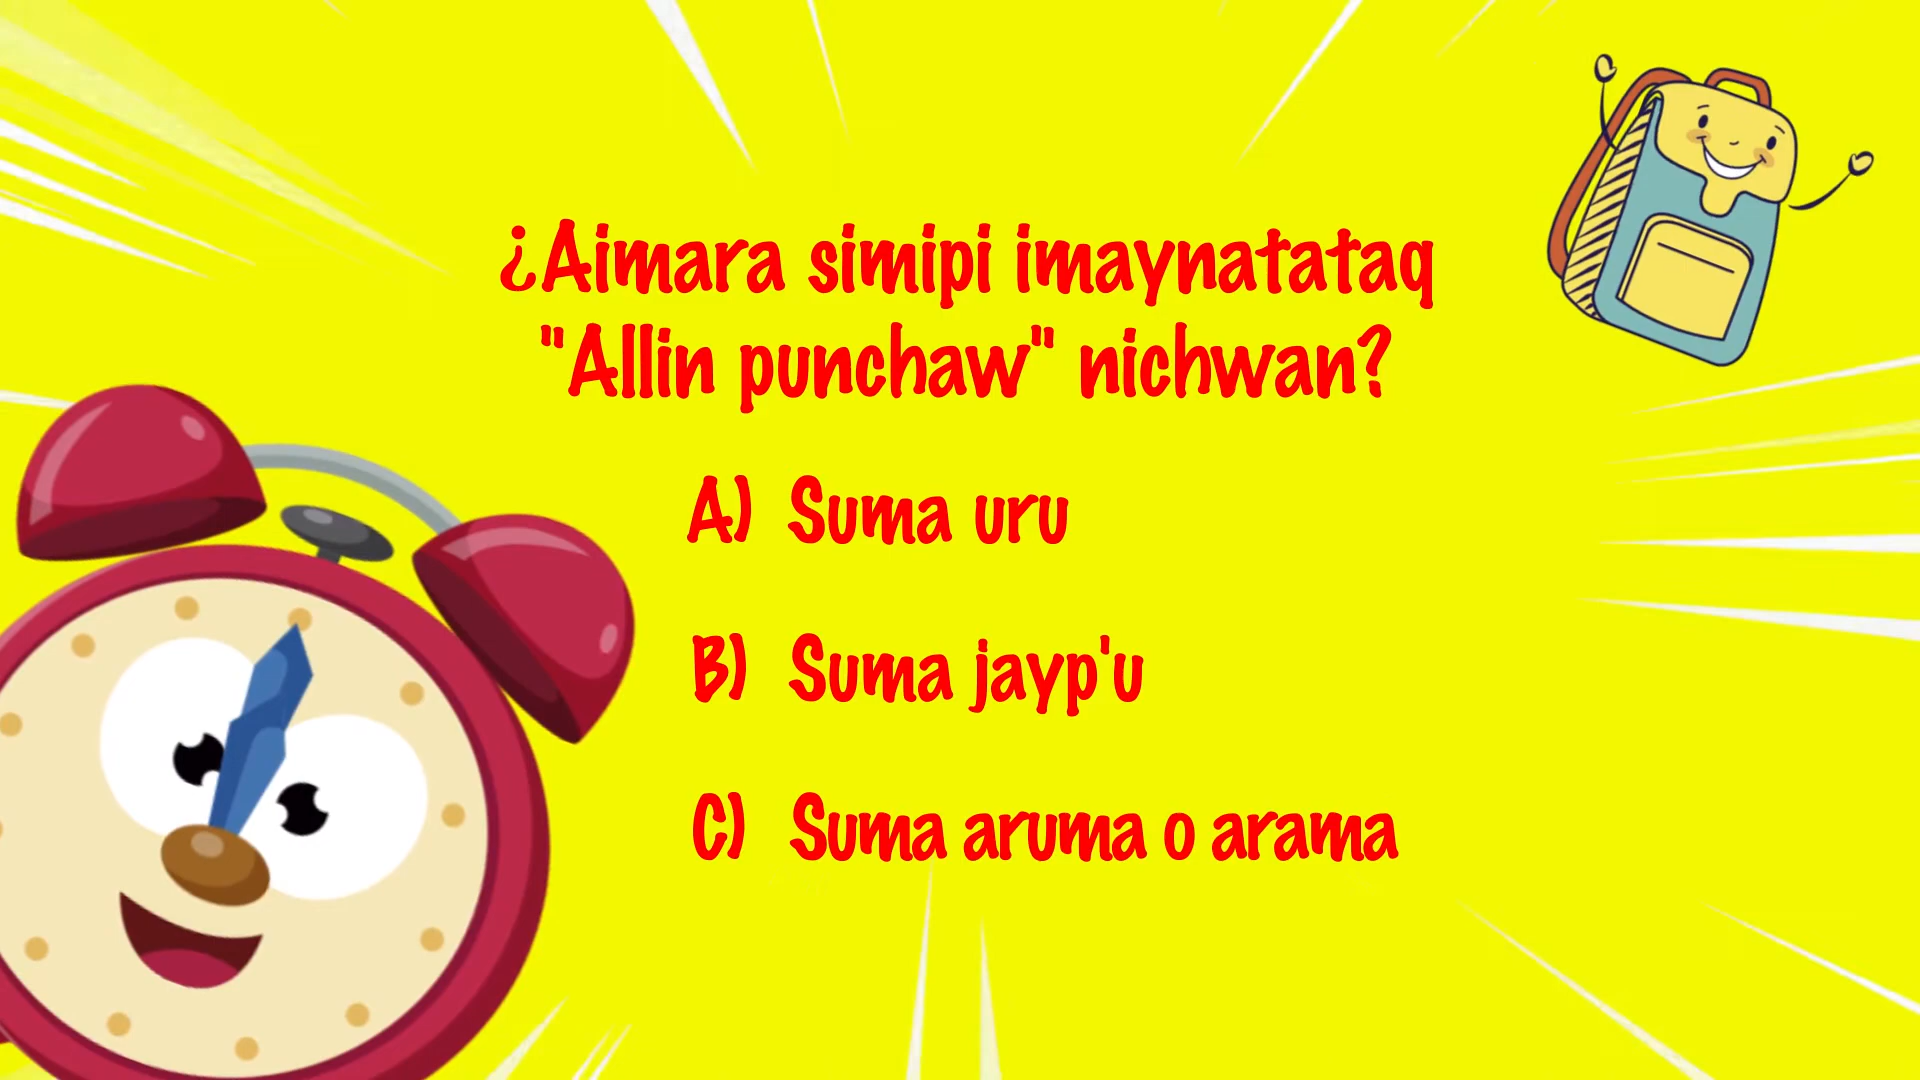 ¿Aimara simipi imaynatataq
"Allin punchaw" nichwan?
A) Suma uru
B) Suma jayp'u
C) Suma aruma o arama